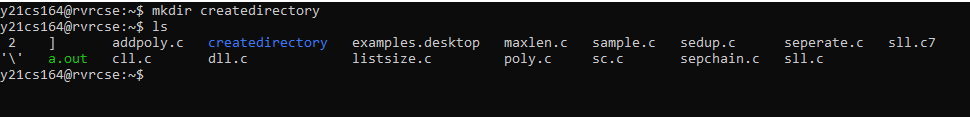 y21cs164@rvrcse:~$ mkdir createdirectory
y21cs164@rvrcse:~$ ls
 2   ]      addpoly.c  createdirectory  examples.desktop  maxlen.c  sample.c  sedup.c     seperate.c  sll.c7
'\'  a.out  cll.c      dll.c            listsize.c        poly.c    sc.c      sepchain.c  sll.c
y21cs164@rvrcse:~$